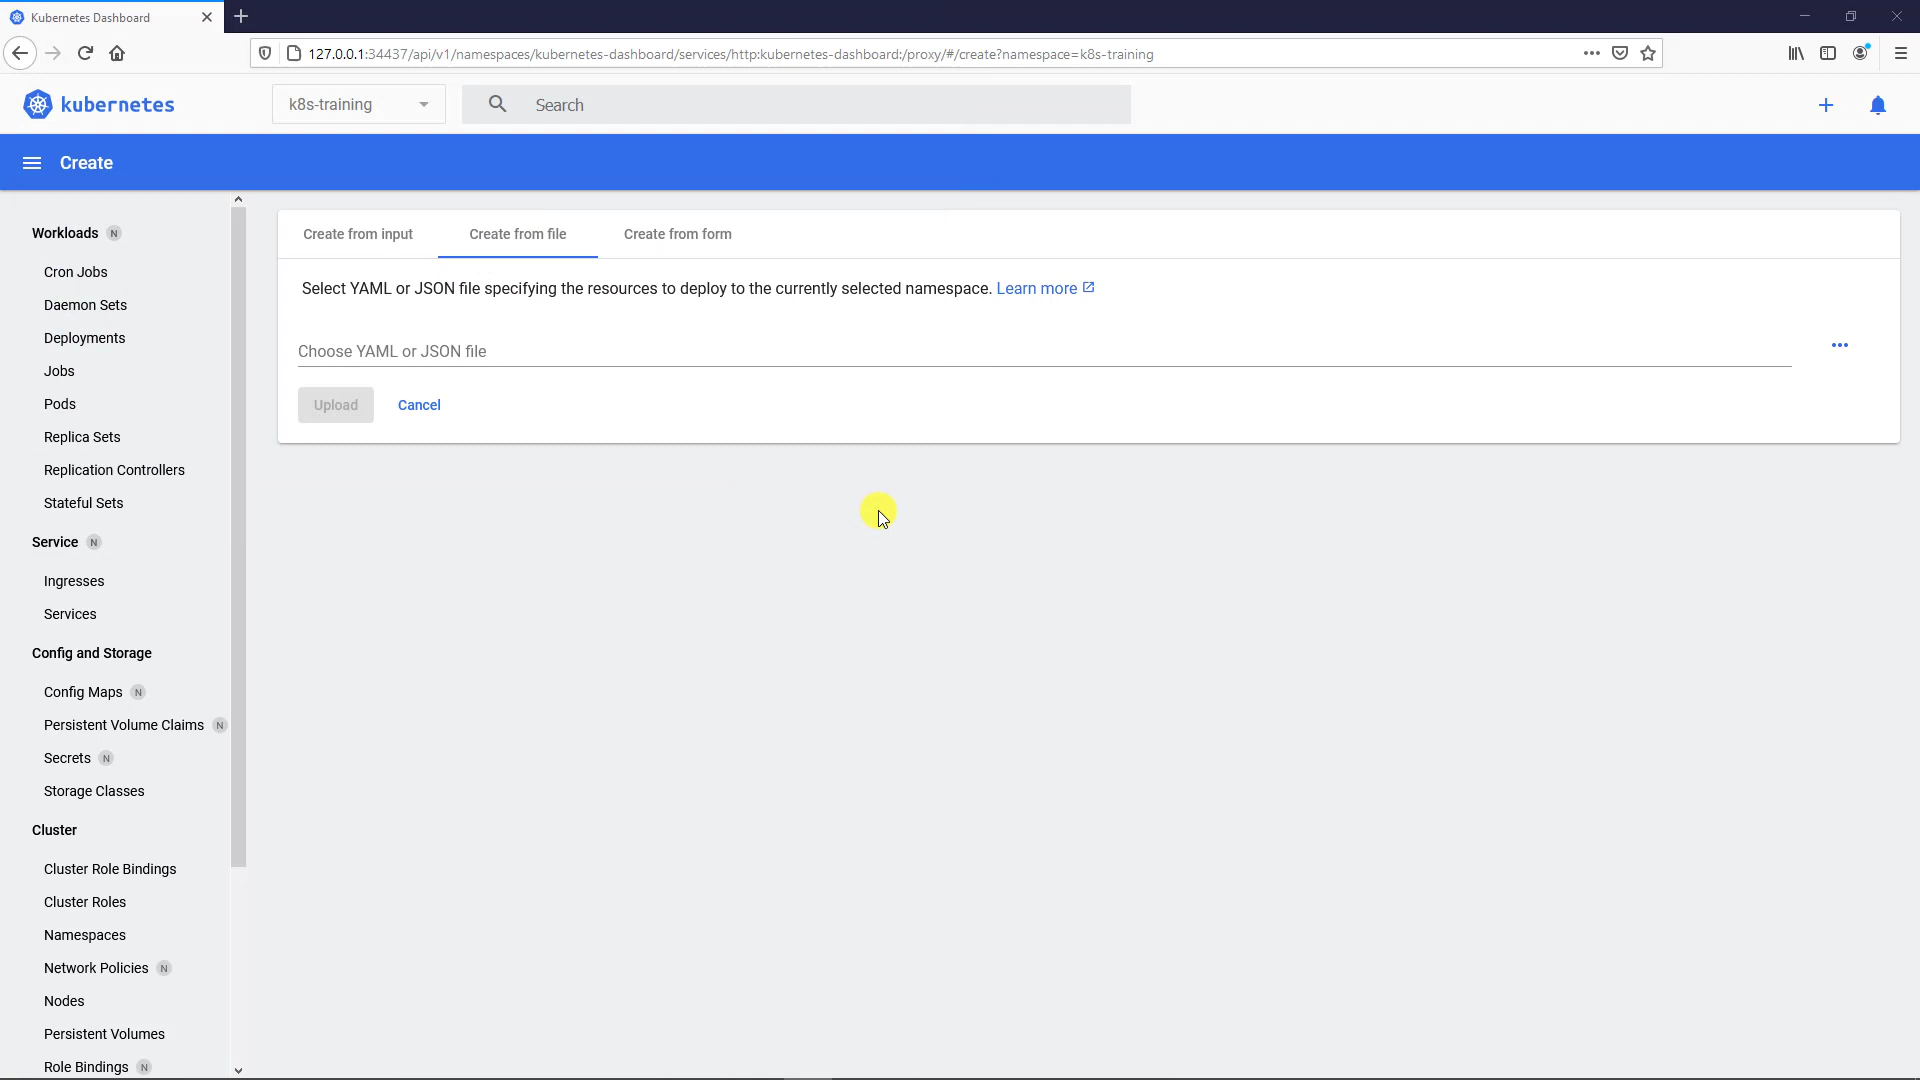 Kubernetes Dashboard
127.0.0.1:34437/api/v1/namespaces/kubernetes-dashboard/services/http:kubernetes-dashboard:/proxy/#/create?namespace=k8s-training
kubernetes
k8s-training
Search
Create
Workloads N
Cron Jobs
Daemon Sets
Deployments
Jobs
Pods
Replica Sets
Replication Controllers
Stateful Sets
Service N
Ingresses
Services
Config and Storage
Config Maps N
Persistent Volume Claims N
Secrets N
Storage Classes
Cluster
Cluster Role Bindings
Cluster Roles
Namespaces
Network Policies N
Nodes
Persistent Volumes
Role Bindings N
Create from input
Create from file
Create from form
Select YAML or JSON file specifying the resources to deploy to the currently selected namespace. Learn more
Choose YAML or JSON file
Upload
Cancel